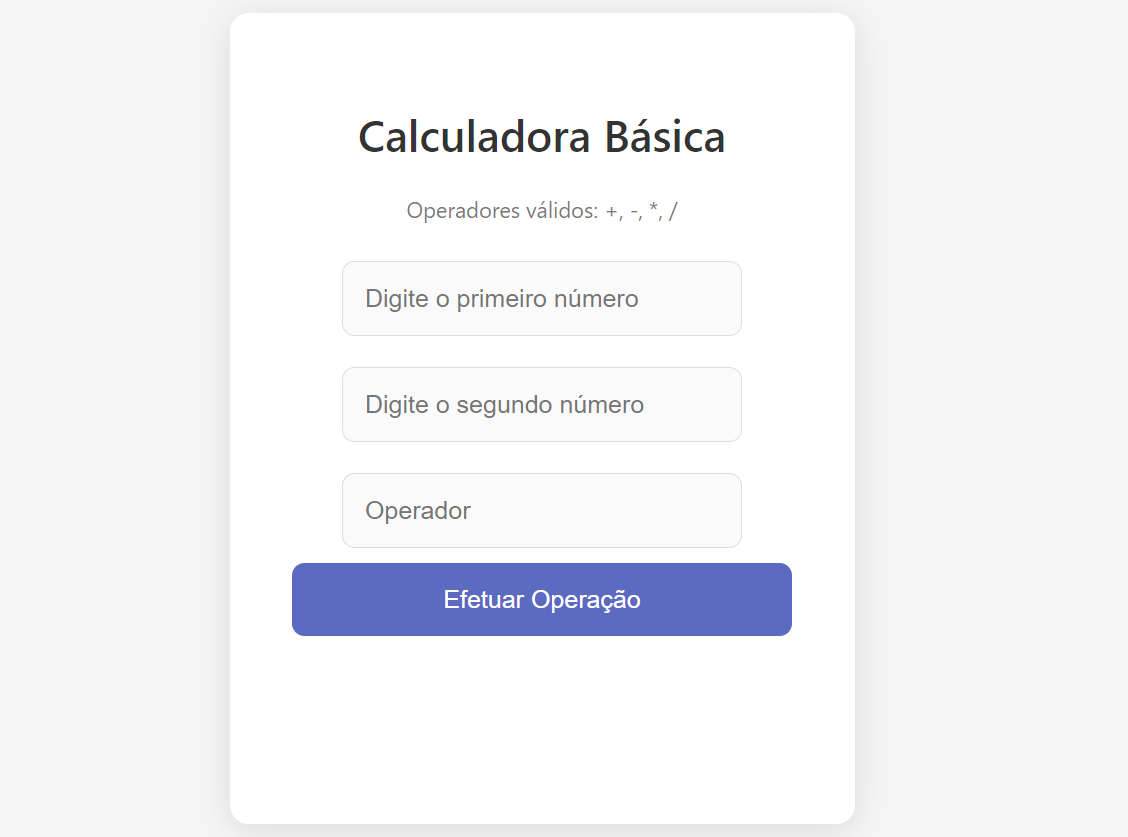 Calculadora Básica
Operadores válidos: +, -, *, /
Digite o primeiro número
Digite o segundo número
Operador
Efetuar Operação